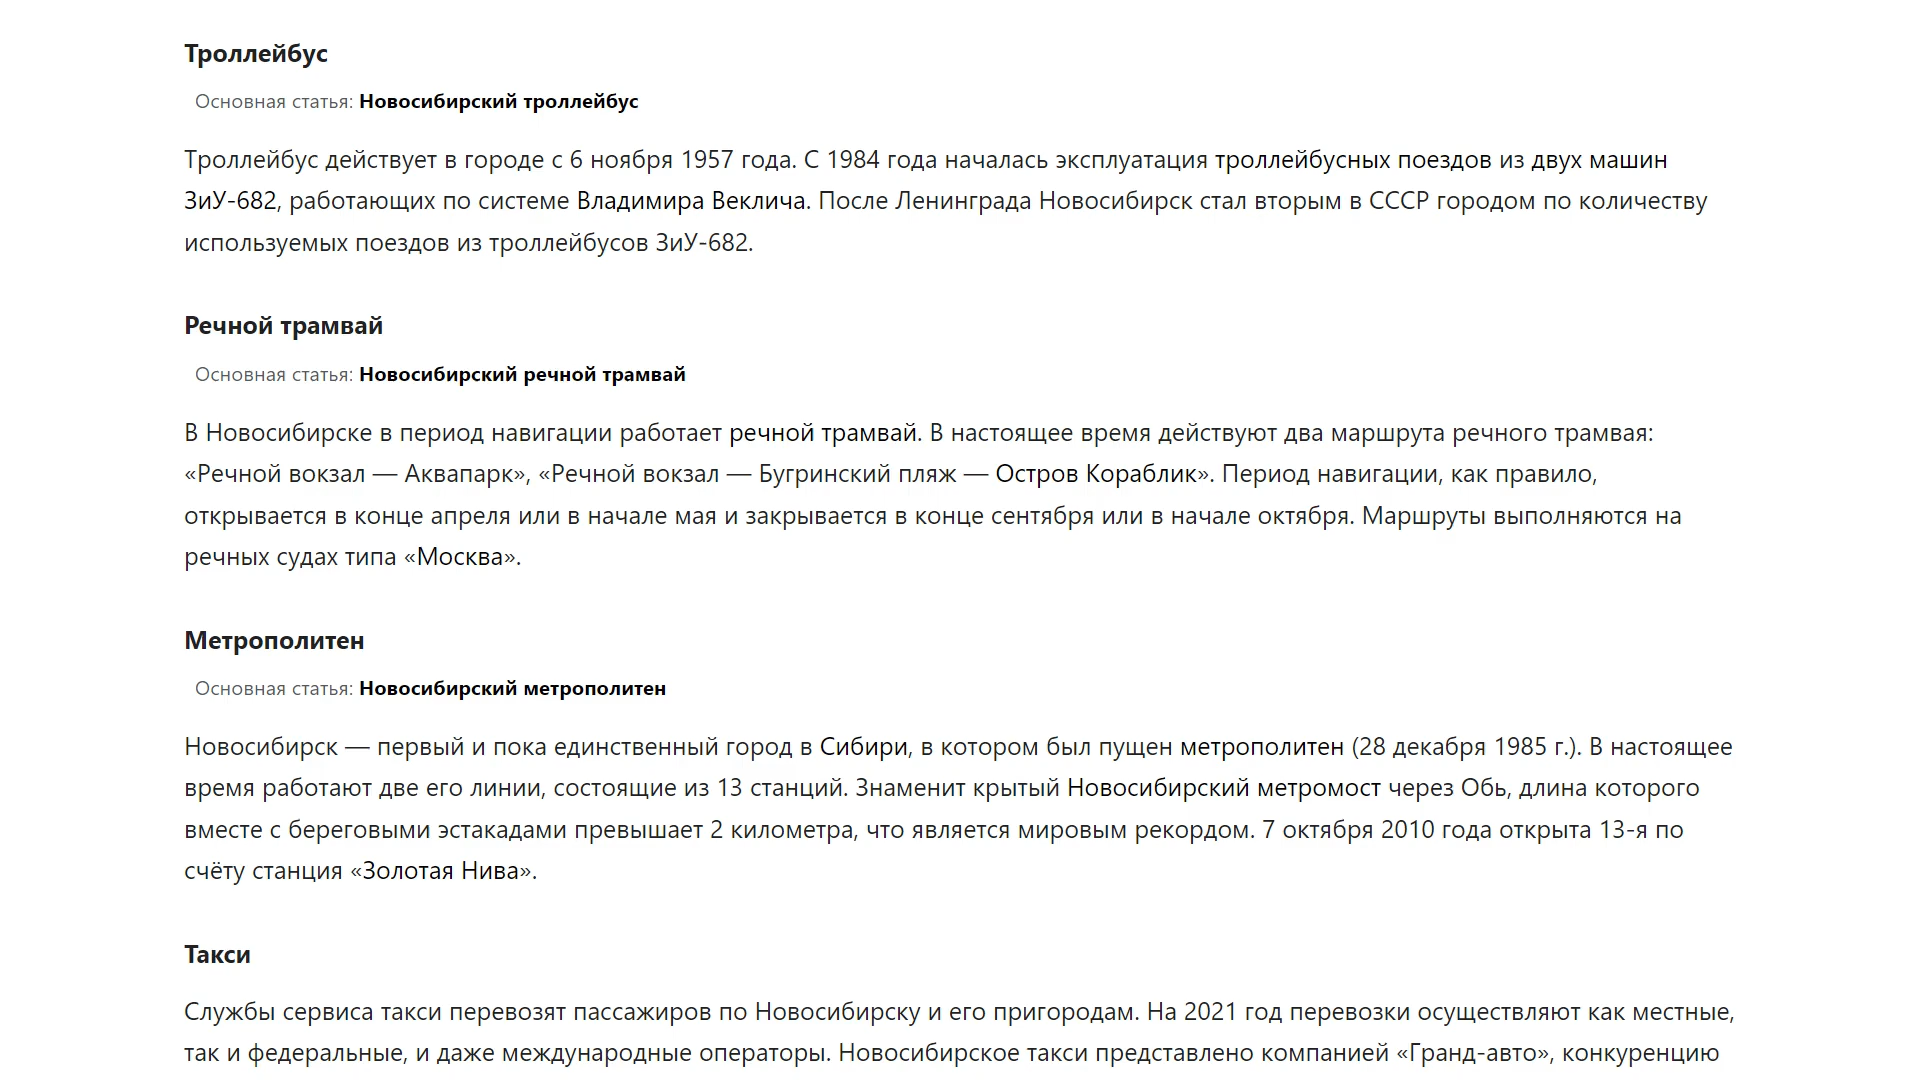 Троллейбус
Основная статья: Новосибирский троллейбус
Троллейбус действует в городе с 6 ноября 1957 года. С 1984 года началась эксплуатация троллейбусных поездов из двух машин
ЗиУ-682, работающих по системе Владимира Веклича. После Ленинграда Новосибирск стал вторым в СССР городом по количеству
используемых поездов из троллейбусов ЗиУ-682.
Речной трамвай
Основная статья: Новосибирский речной трамвай
В Новосибирске в период навигации работает речной трамвай. В настоящее время действуют два маршрута речного трамвая:
«Речной вокзал — Аквапарк», «Речной вокзал — Бугринский пляж — Остров Кораблик». Период навигации, как правило,
открывается в конце апреля или в начале мая и закрывается в конце сентября или в начале октября. Маршруты выполняются на
речных судах типа «Москва».
Метрополитен
Основная статья: Новосибирский метрополитен
Новосибирск — первый и пока единственный город в Сибири, в котором был пущен метрополитен (28 декабря 1985 г.). В настоящее
время работают две его линии, состоящие из 13 станций. Знаменит крытый Новосибирский метромост через Обь, длина которого
вместе с береговыми эстакадами превышает 2 километра, что является мировым рекордом. 7 октября 2010 года открыта 13-я по
счёту станция «Золотая Нива».
Такси
Службы сервиса такси перевозят пассажиров по Новосибирску и его пригородам. На 2021 год перевозки осуществляют как местные,
так и федеральные, и даже международные операторы. Новосибирское такси представлено компанией «Гранд-авто», конкуренцию